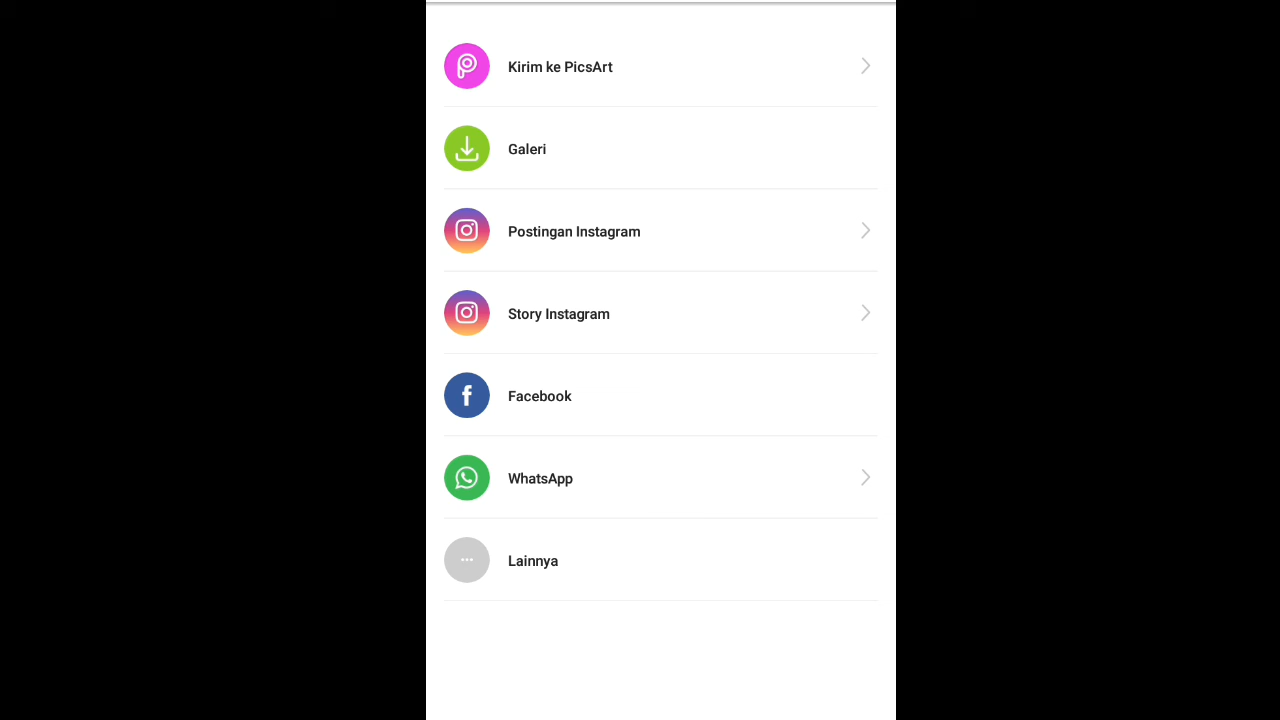 Kirim ke PicsArt
Galeri
Postingan Instagram
Story Instagram
Facebook
WhatsApp
Lainnya